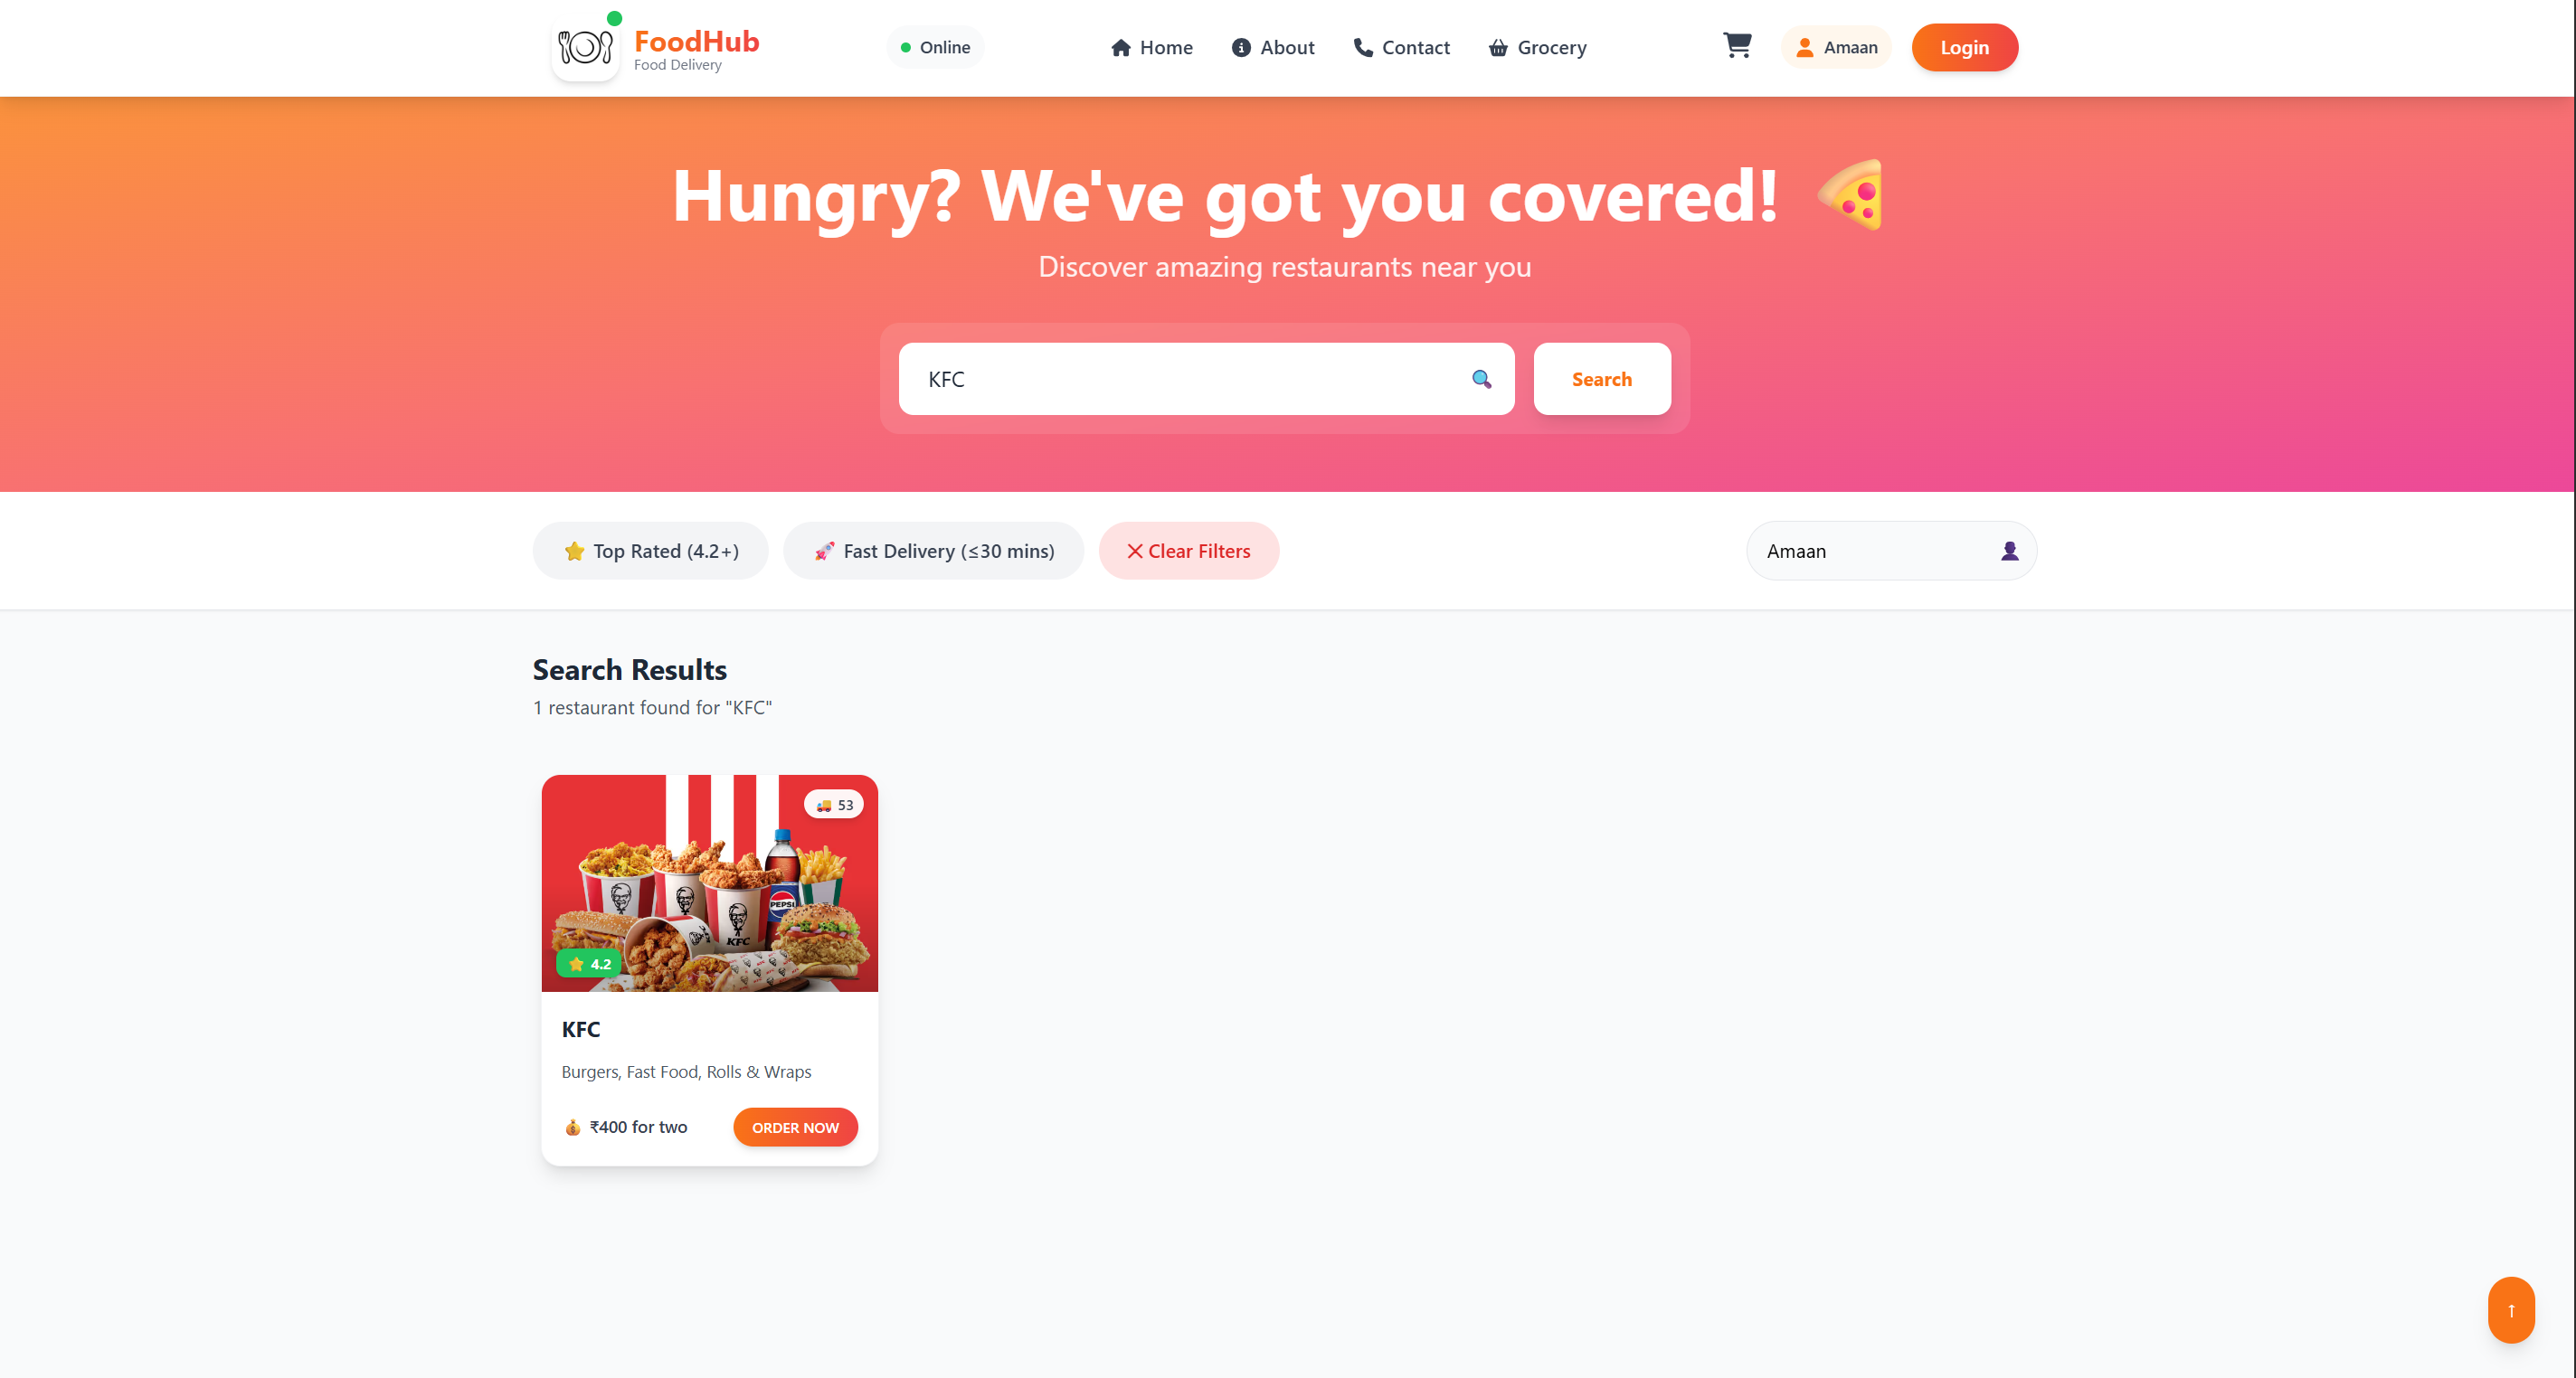 FoodHub
Food Delivery
Online
Home
About
Contact
Grocery
Amaan
Login
Hungry? We've got you covered! 🍕
Discover amazing restaurants near you
KFC
Search
Top Rated (4.2+)
Fast Delivery (≤30 mins)
Clear Filters
Amaan
Search Results
1 restaurant found for "KFC"
53
PEPSI
KFC
4.2
KFC
Burgers, Fast Food, Rolls & Wraps
₹400 for two
ORDER NOW
↑